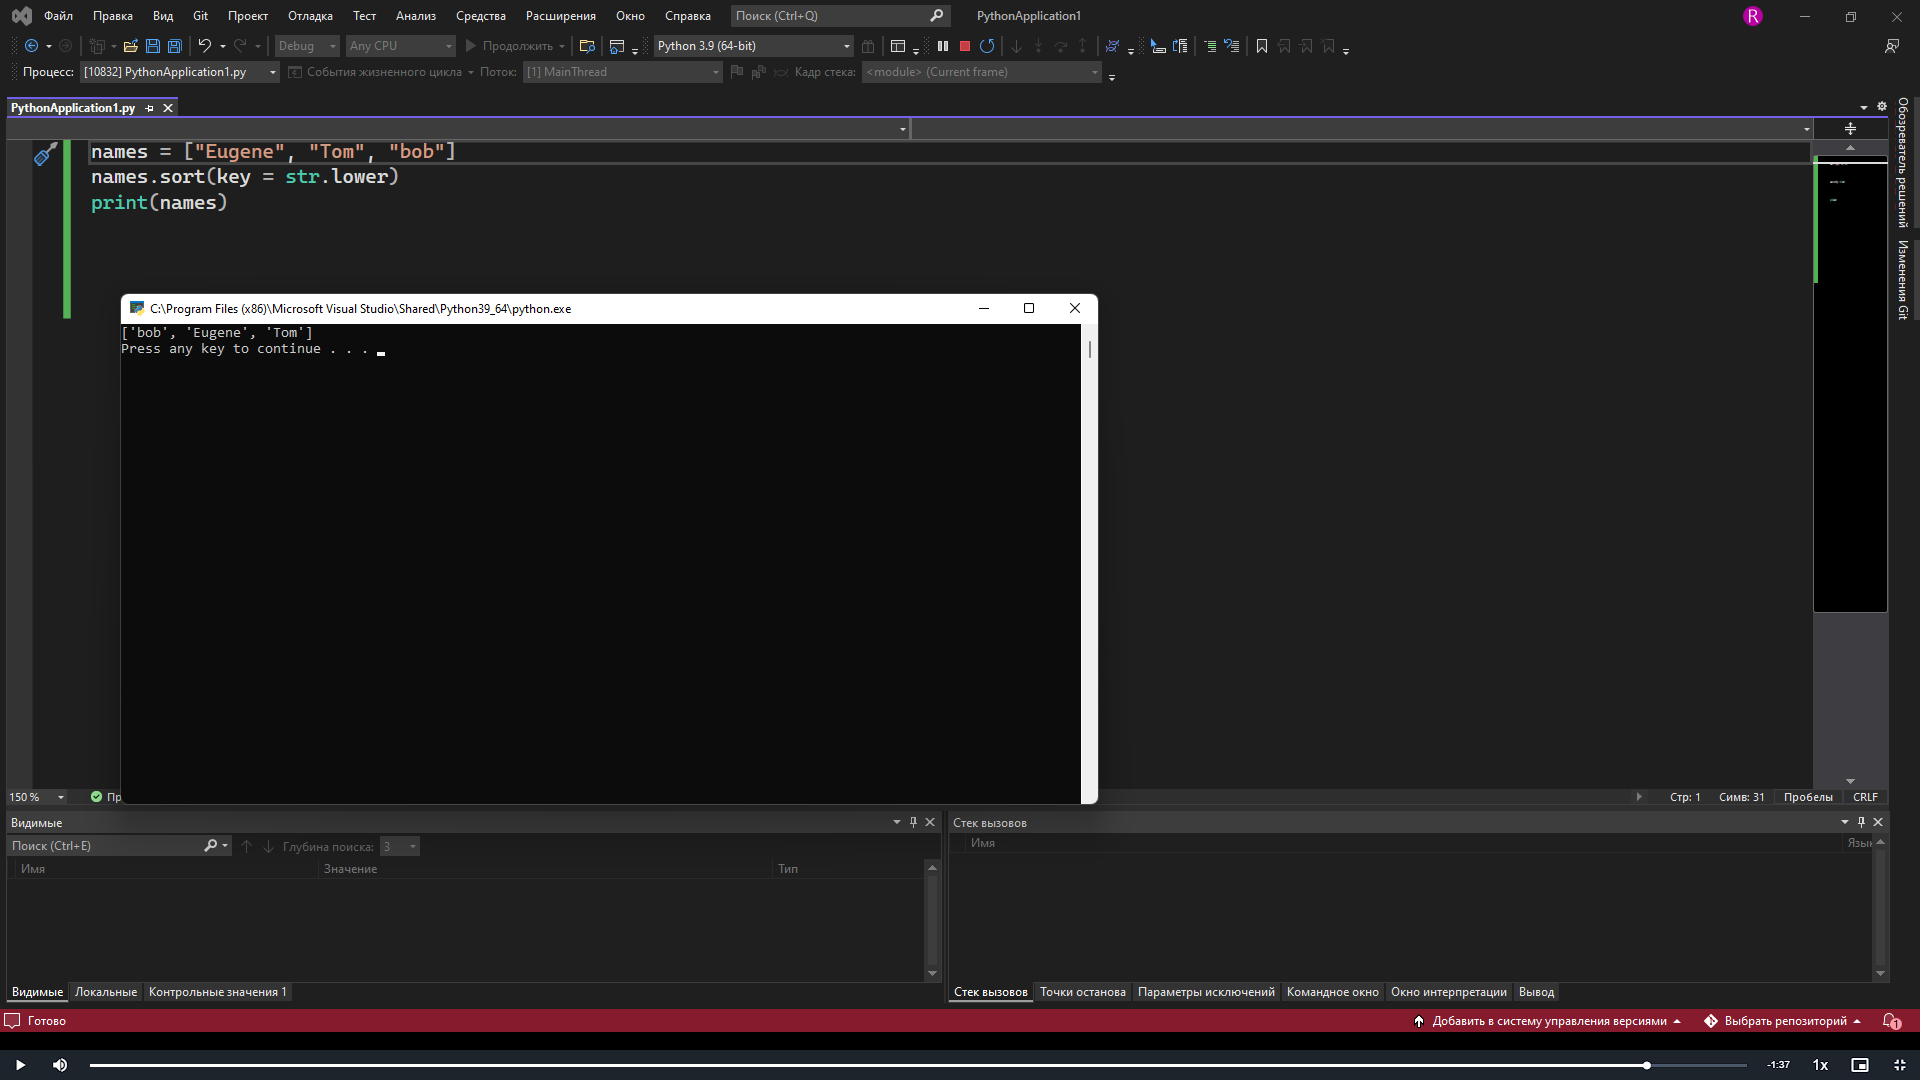 Файл Правка Вид Git Проект Отладка Тест Анализ Средства Расширения Окно Справка Поиск (Ctrl+Q) PythonApplication1 R
Debug Any CPU Продолжить Python 3.9 (64-bit)
Процесс: [10832] PythonApplication1.py События жизненного цикла Поток: [1] MainThread Кадр стека: <module> (Current frame)
PythonApplication1.py
names = ["Eugene", "Tom", "bob"]
names.sort(key = str.lower)
print(names)
Обозреватель решений
Изменения Git
C:\Program Files (x86)\Microsoft Visual Studio\Shared\Python39_64\python.exe
['bob', 'Eugene', 'Tom']
Press any key to continue . . .
150 % Пр Стр: 1 Симв: 31 Пробелы CRLF
Видимые
Поиск (Ctrl+E) Глубина поиска: 3
Имя Значение Тип
Видимые Локальные Контрольные значения 1
Стек вызовов
Имя Язык
Стек вызовов Точки останова Параметры исключений Командное окно Окно интерпретации Вывод
Готово Добавить в систему управления версиями Выбрать репозиторий 1
-1:37 1x